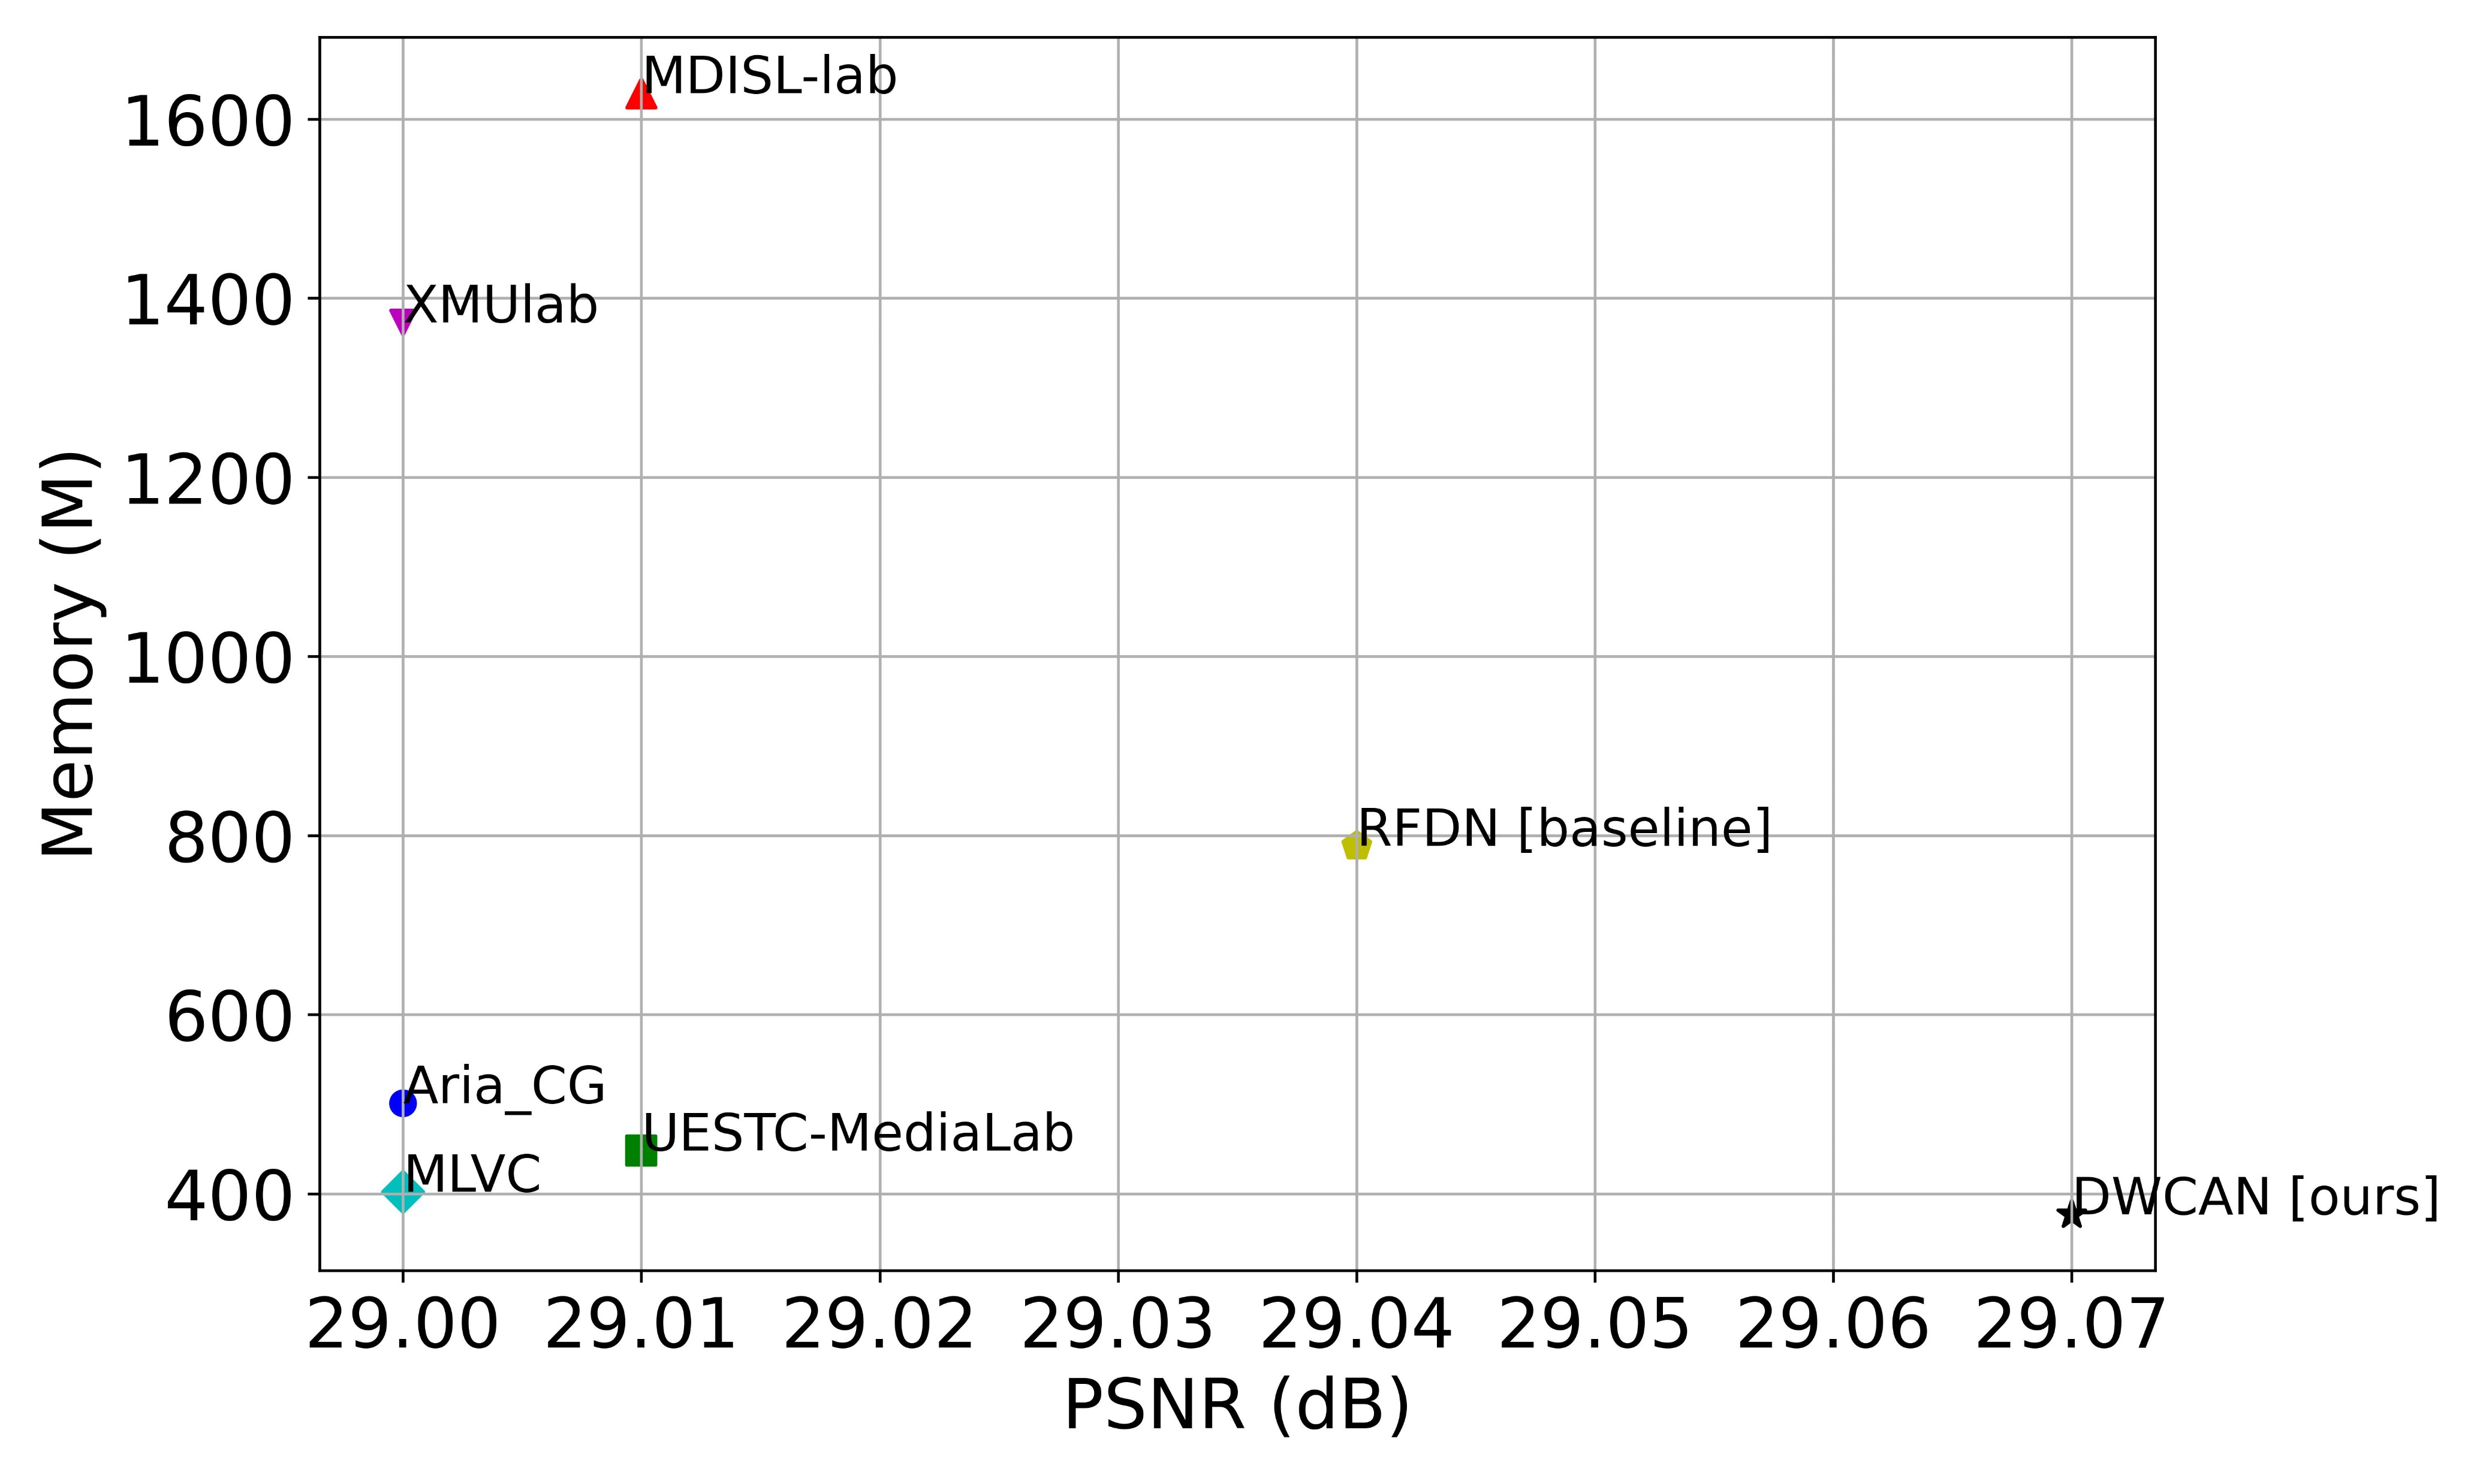 MDISL-lab
1600
1400
XMUlab
1200
1000
800
RFDN [baseline]
600
Aria_CG
UESTC-MediaLab
MLVC
400
DWCAN [ours]
Memory (M)
29.00 29.01 29.02 29.03 29.04 29.05 29.06 29.07
PSNR (dB)